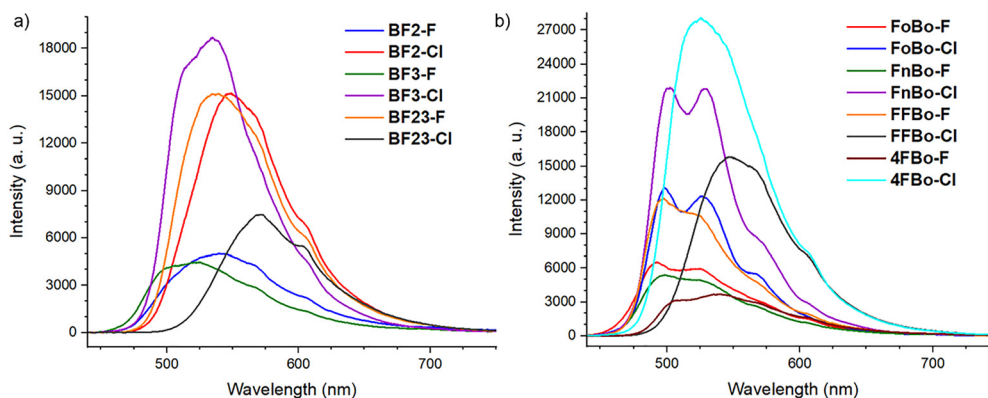 a)
Intensity (a. u.)
18000
15000
12000
9000
6000
3000
0
500
600
700
Wavelength (nm)
BF2-F
BF2-Cl
BF3-F
BF3-Cl
BF23-F
BF23-Cl
b)
Intensity (a. u.)
27000
24000
21000
18000
15000
12000
9000
6000
3000
0
500
600
700
Wavelength (nm)
FoBo-F
FoBo-Cl
FnBo-F
FnBo-Cl
FFBo-F
FFBo-Cl
4FBo-F
4FBo-Cl